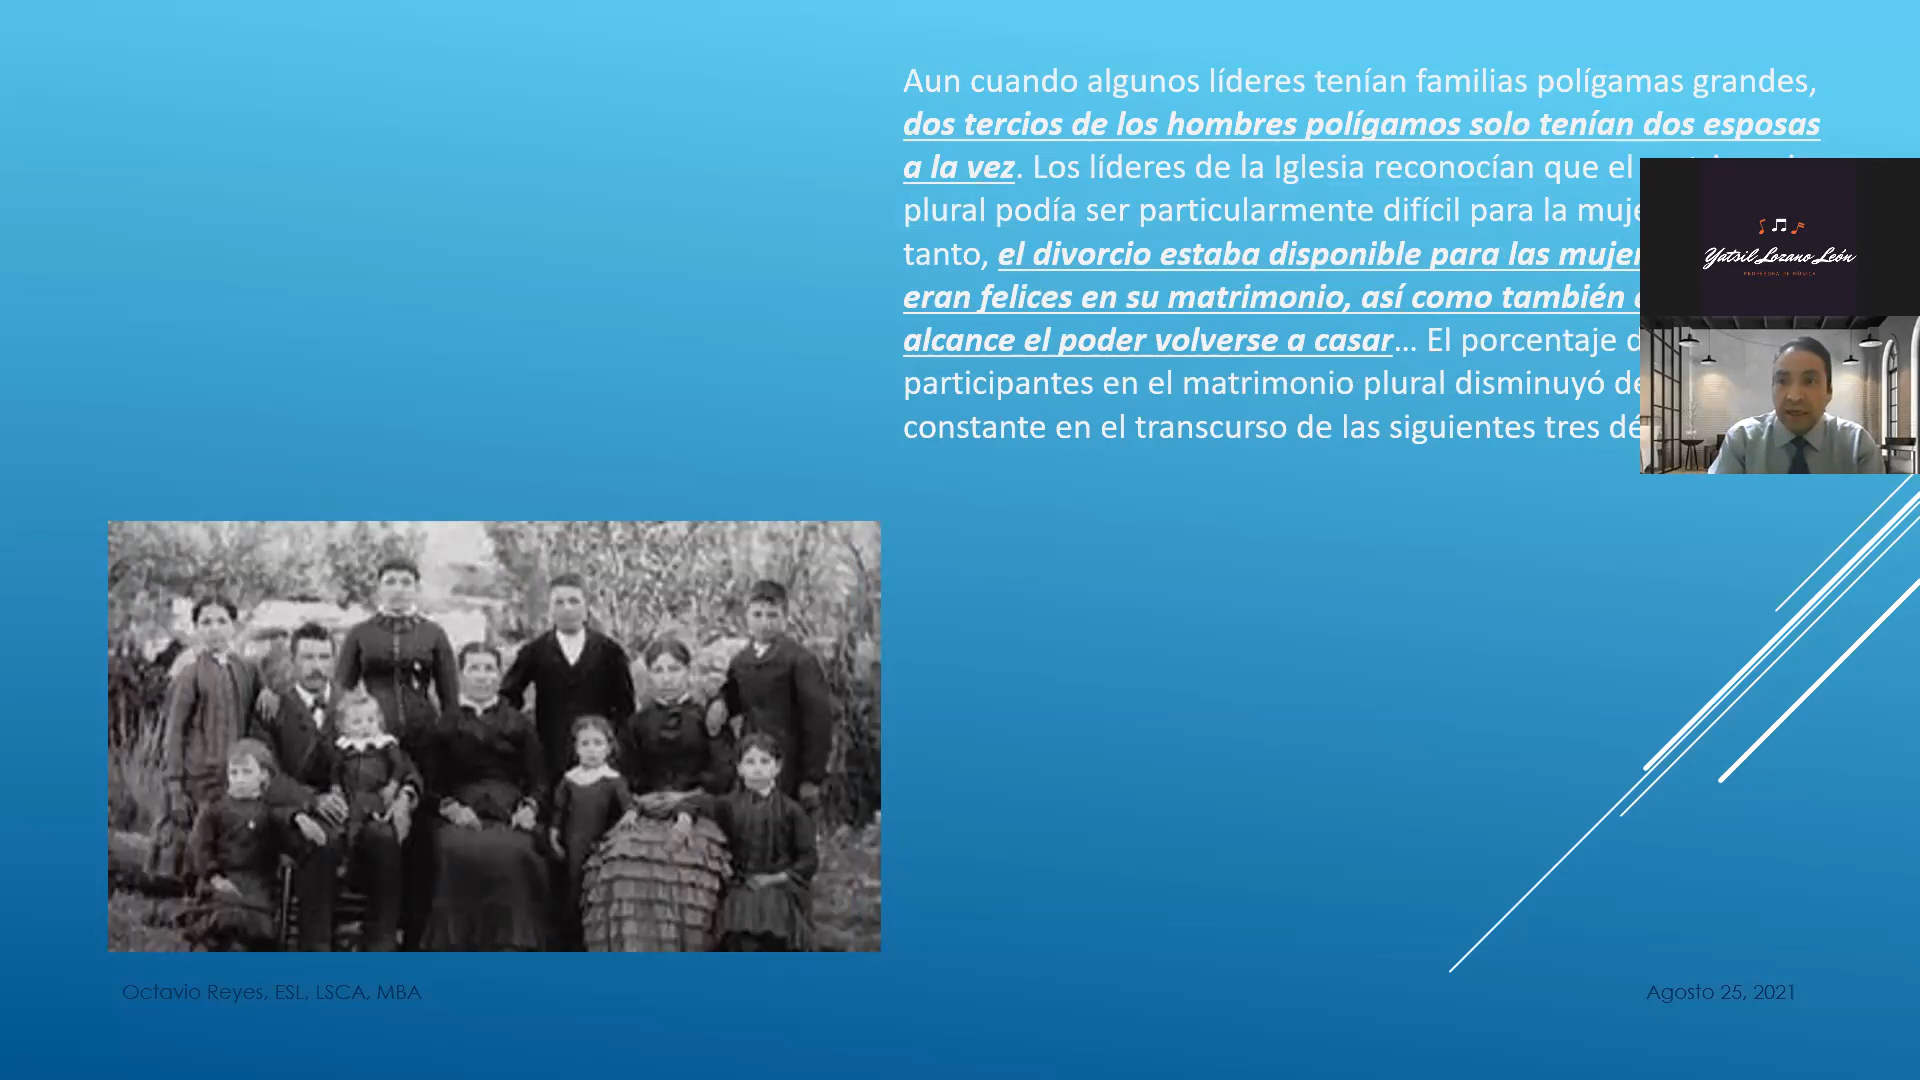 Aun cuando algunos líderes tenían familias polígamas grandes,
dos tercios de los hombres polígamos solo tenían dos esposas
a la vez. Los líderes de la Iglesia reconocían que el
plural podía ser particularmente difícil para la
tanto, el divorcio estaba disponible para las
eran felices en su matrimonio, así como también
alcance el poder volverse a casar... El porcentaje
participantes en el matrimonio plural disminuyó
constante en el transcurso de las siguientes tres
Yatsil Lozano León
PROFESORA DE MÚSICA
Octavio Reyes, ESL, LSCA, MBA
Agosto 25, 2021